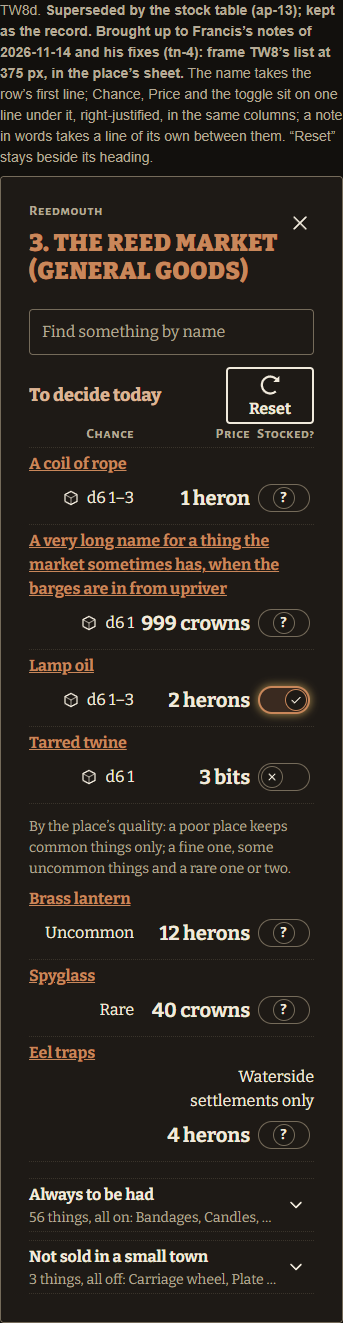 TW8d. Superseded by the stock table (ap-13); kept
as the record. Brought up to Francis’s notes of
2026-11-14 and his fixes (tn-4): frame TW8’s list at
375 px, in the place’s sheet. The name takes the
row’s first line; Chance, Price and the toggle sit on one
line under it, right-justified, in the same columns; a note
in words takes a line of its own between them. “Reset”
stays beside its heading.
Reedmouth
3. THE REED MARKET
(GENERAL GOODS)
Find something by name
To decide today
Reset
Chance Price Stocked?
A coil of rope
d6 1–3 1 heron ?
A very long name for a thing the
market sometimes has, when the
barges are in from upriver
d6 1 999 crowns ?
Lamp oil
d6 1–3 2 herons
Tarred twine
d6 1 3 bits
By the place’s quality: a poor place keeps
common things only; a fine one, some
uncommon things and a rare one or two.
Brass lantern
Uncommon 12 herons ?
Spyglass
Rare 40 crowns ?
Eel traps
Waterside
settlements only
4 herons ?
Always to be had
56 things, all on: Bandages, Candles, ...
Not sold in a small town
3 things, all off: Carriage wheel, Plate ...